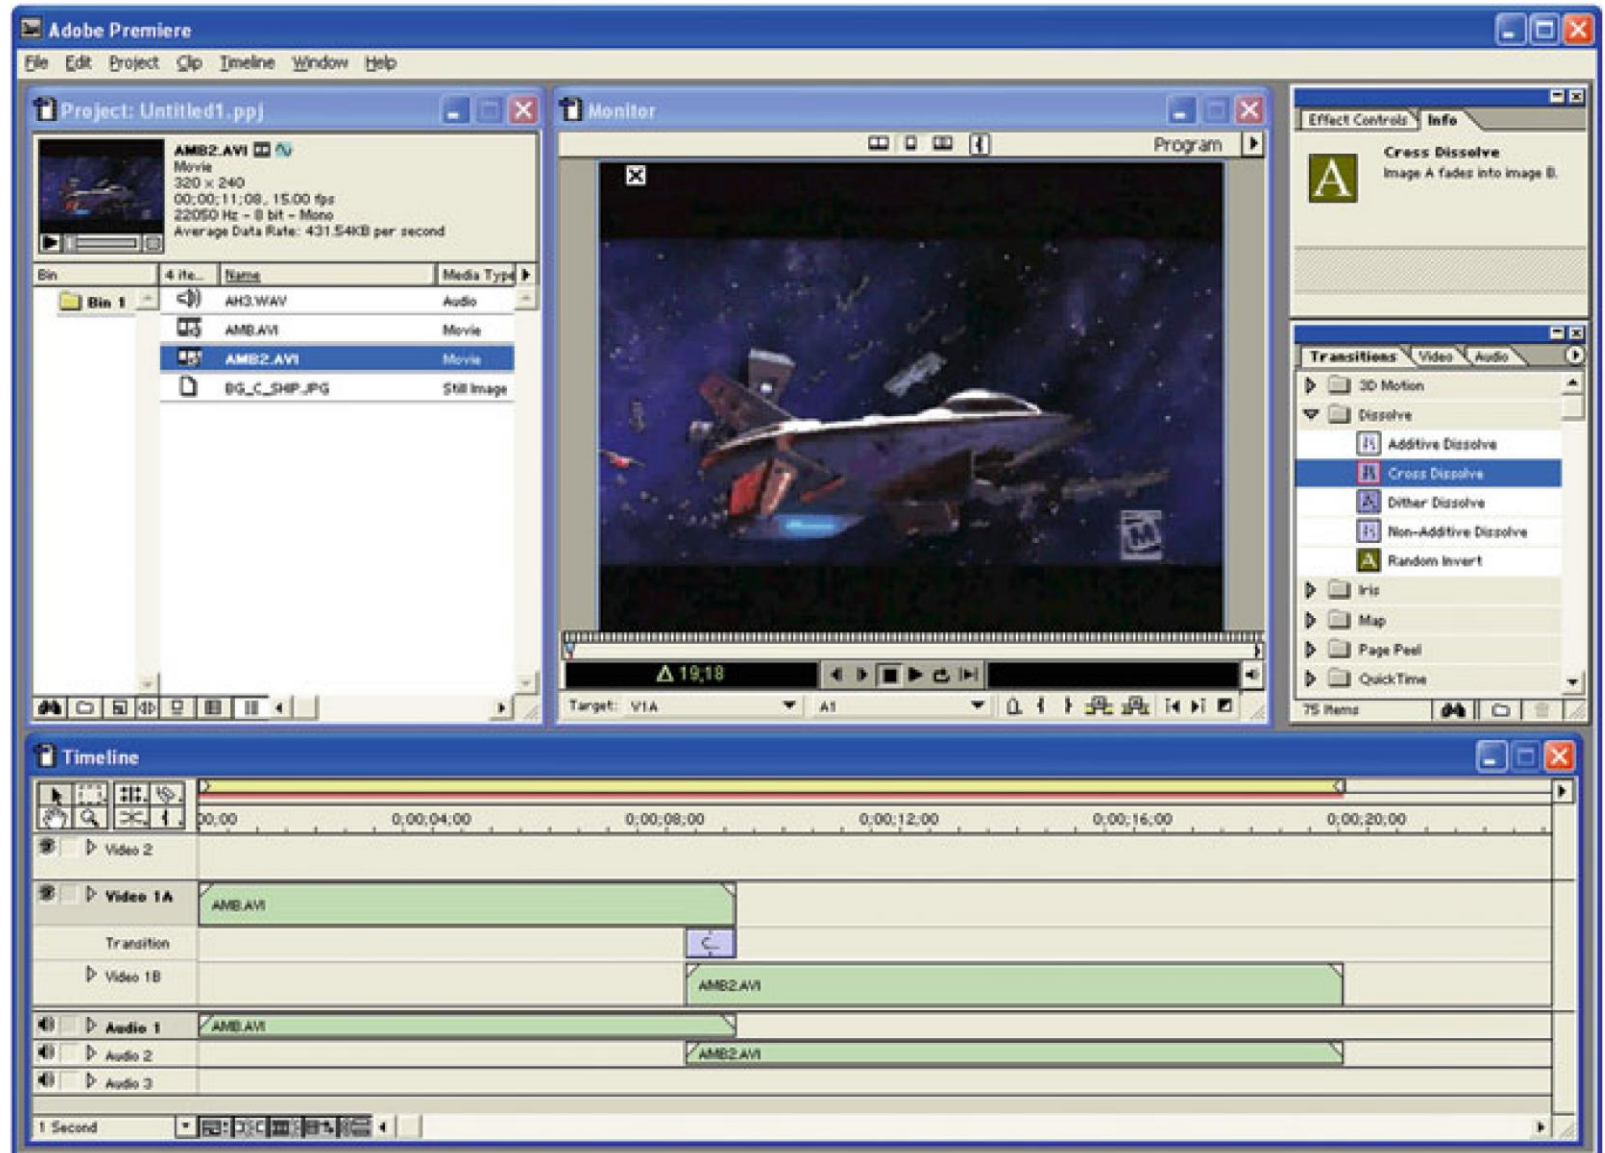 Adobe Premiere
File Edit Project Clip Timeline Window Help
Project: Untitled1.ppj
AMB2.AVI
Movie
320 x 240
00;00;11;08, 15.00 fps
22050 Hz - 8 bit - Mono
Average Data Rate: 431.54KB per second
Bin 4 ite... Name Media Type
Bin 1
AH3.WAV Audio
AMB.AVI Movie
AMB2.AVI Movie
BG_C_SHIP.JPG Still Image
Monitor
Program
M
19;18
Target: V1A A1
Effect Controls Info
A
Cross Dissolve
Image A fades into image B.
Transitions Video Audio
3D Motion
Dissolve
Additive Dissolve
Cross Dissolve
Dither Dissolve
Non-Additive Dissolve
A Random Invert
Iris
Map
Page Peel
QuickTime
75 Items
Timeline
00;00 0;00;04;00 0;00;08;00 0;00;12;00 0;00;16;00 0;00;20;00
Video 2
Video 1A AMB.AVI
Transition C...
Video 1B AMB2.AVI
Audio 1 AMB.AVI
Audio 2 AMB2.AVI
Audio 3
1 Second